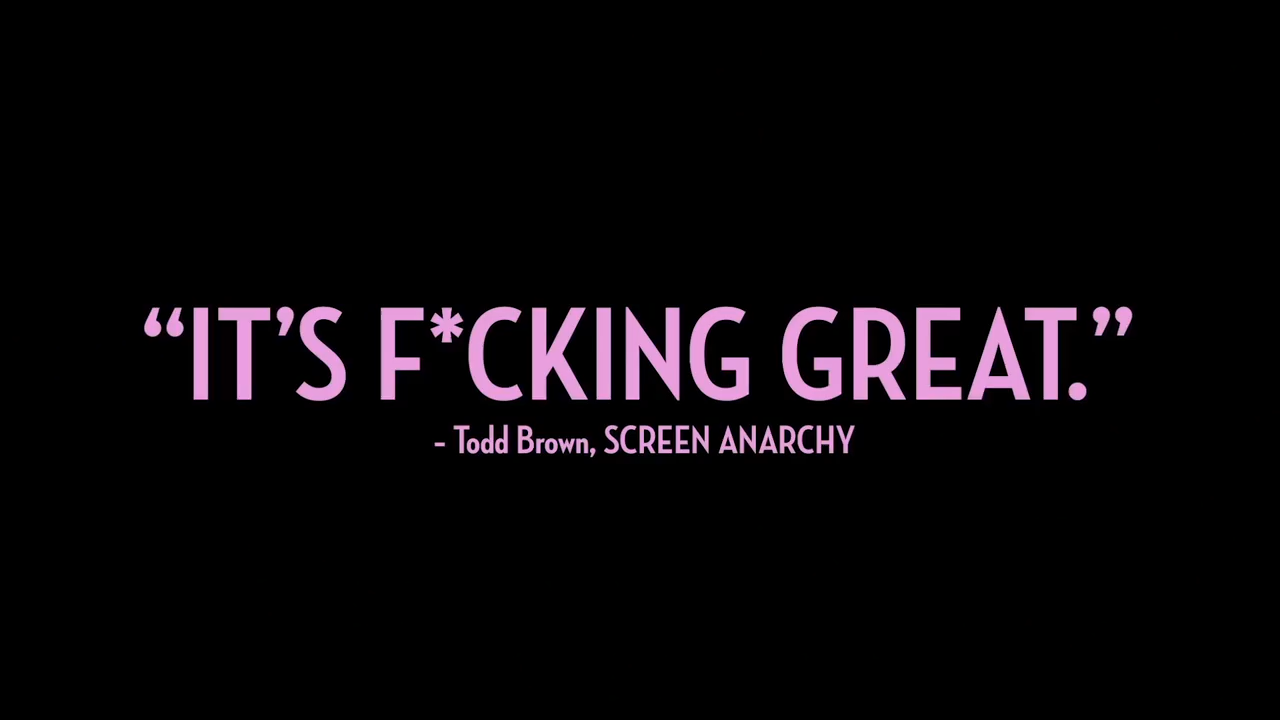 “IT’S F*CKING GREAT.”
– Todd Brown, SCREEN ANARCHY